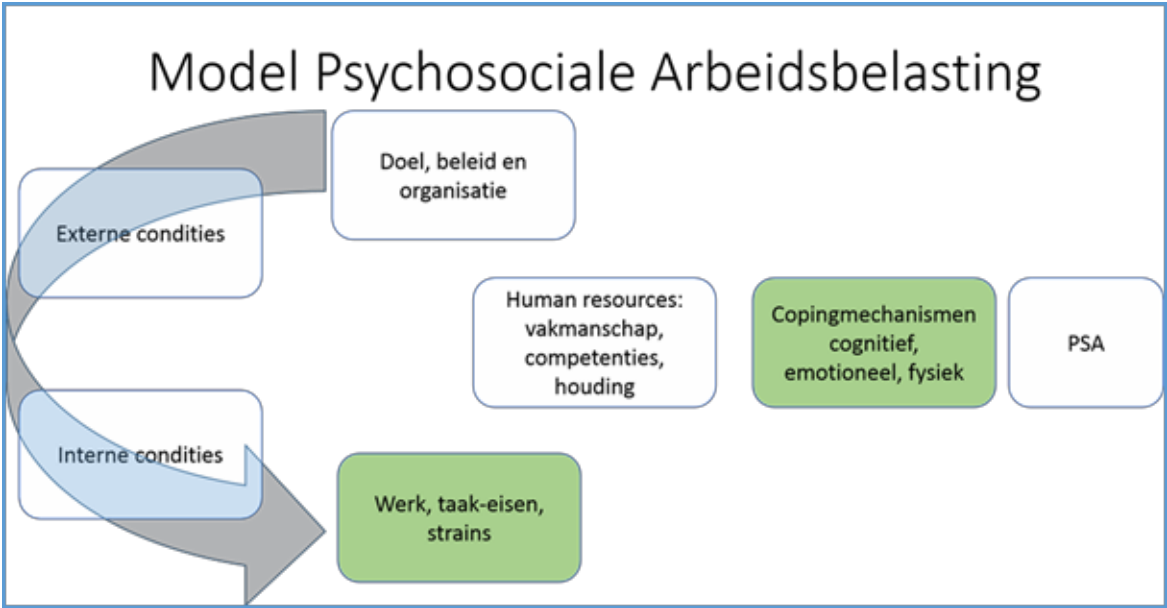 Model Psychosociale Arbeidsbelasting
Doel, beleid en
organisatie
Externe condities
Human resources:
vakmanschap,
competenties,
houding
Copingmechanismen
cognitief,
emotioneel, fysiek
PSA
Interne condities
Werk, taak-eisen,
strains